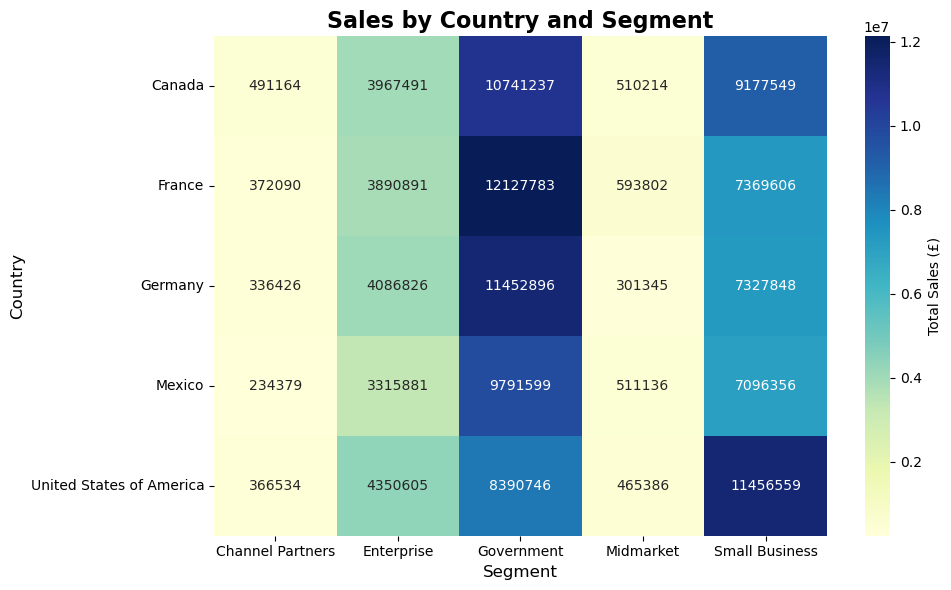 Sales by Country and Segment
1e7
Canada 491164 3967491 10741237 510214 9177549
France 372090 3890891 12127783 593802 7369606
Germany 336426 4086826 11452896 301345 7327848
Mexico 234379 3315881 9791599 511136 7096356
United States of America 366534 4350605 8390746 465386 11456559
Channel Partners Enterprise Government Midmarket Small Business
Segment
Country
1.2
1.0
0.8
0.6
0.4
0.2
Total Sales (£)